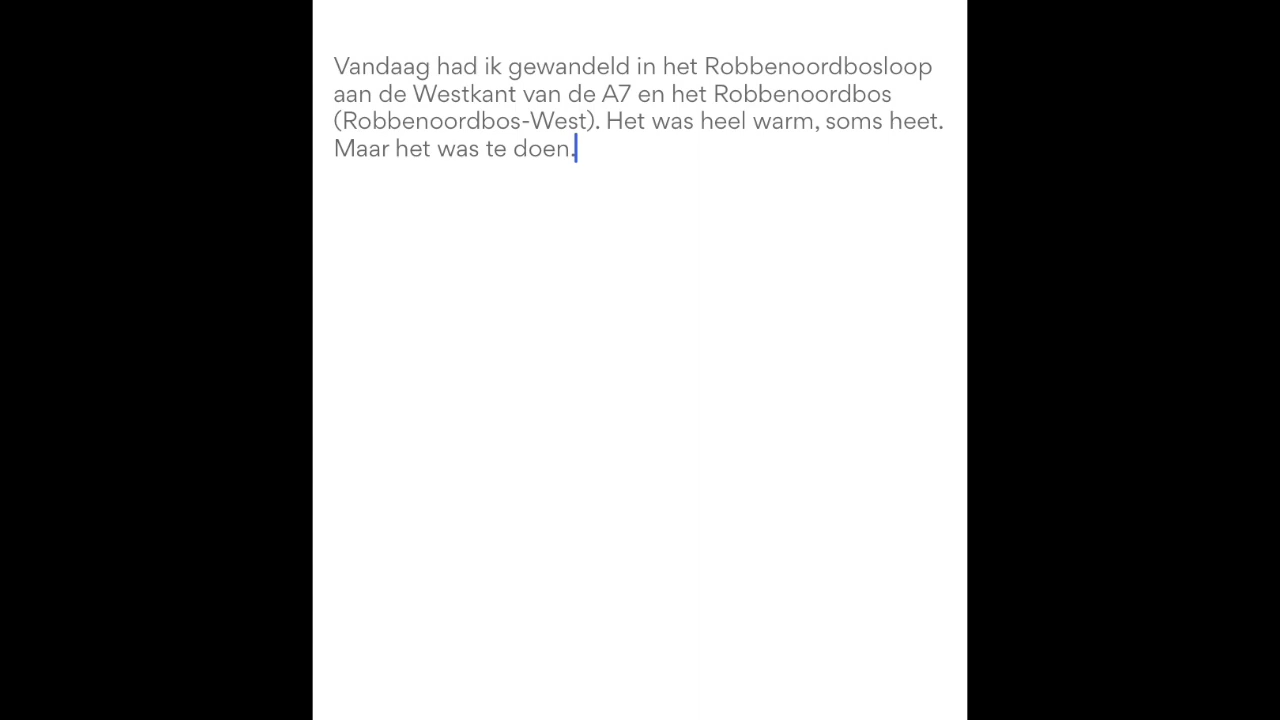 Vandaag had ik gewandeld in het Robbenoordbosloop
aan de Westkant van de A7 en het Robbenoordbos
(Robbenoordbos-West). Het was heel warm, soms heet.
Maar het was te doen.